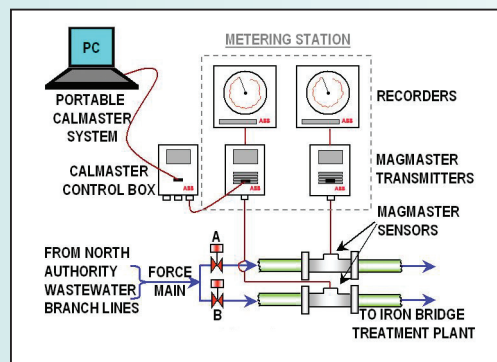 METERING STATION
PC
PORTABLE
CALMASTER
SYSTEM
RECORDERS
ABB
ABB
CALMASTER
CONTROL BOX
ABB
ABB
ABB
MAGMASTER
TRANSMITTERS
MAGMASTER
SENSORS
FROM NORTH
AUTHORITY
WASTEWATER
BRANCH LINES
FORCE
MAIN
A
B
TO IRON BRIDGE
TREATMENT PLANT